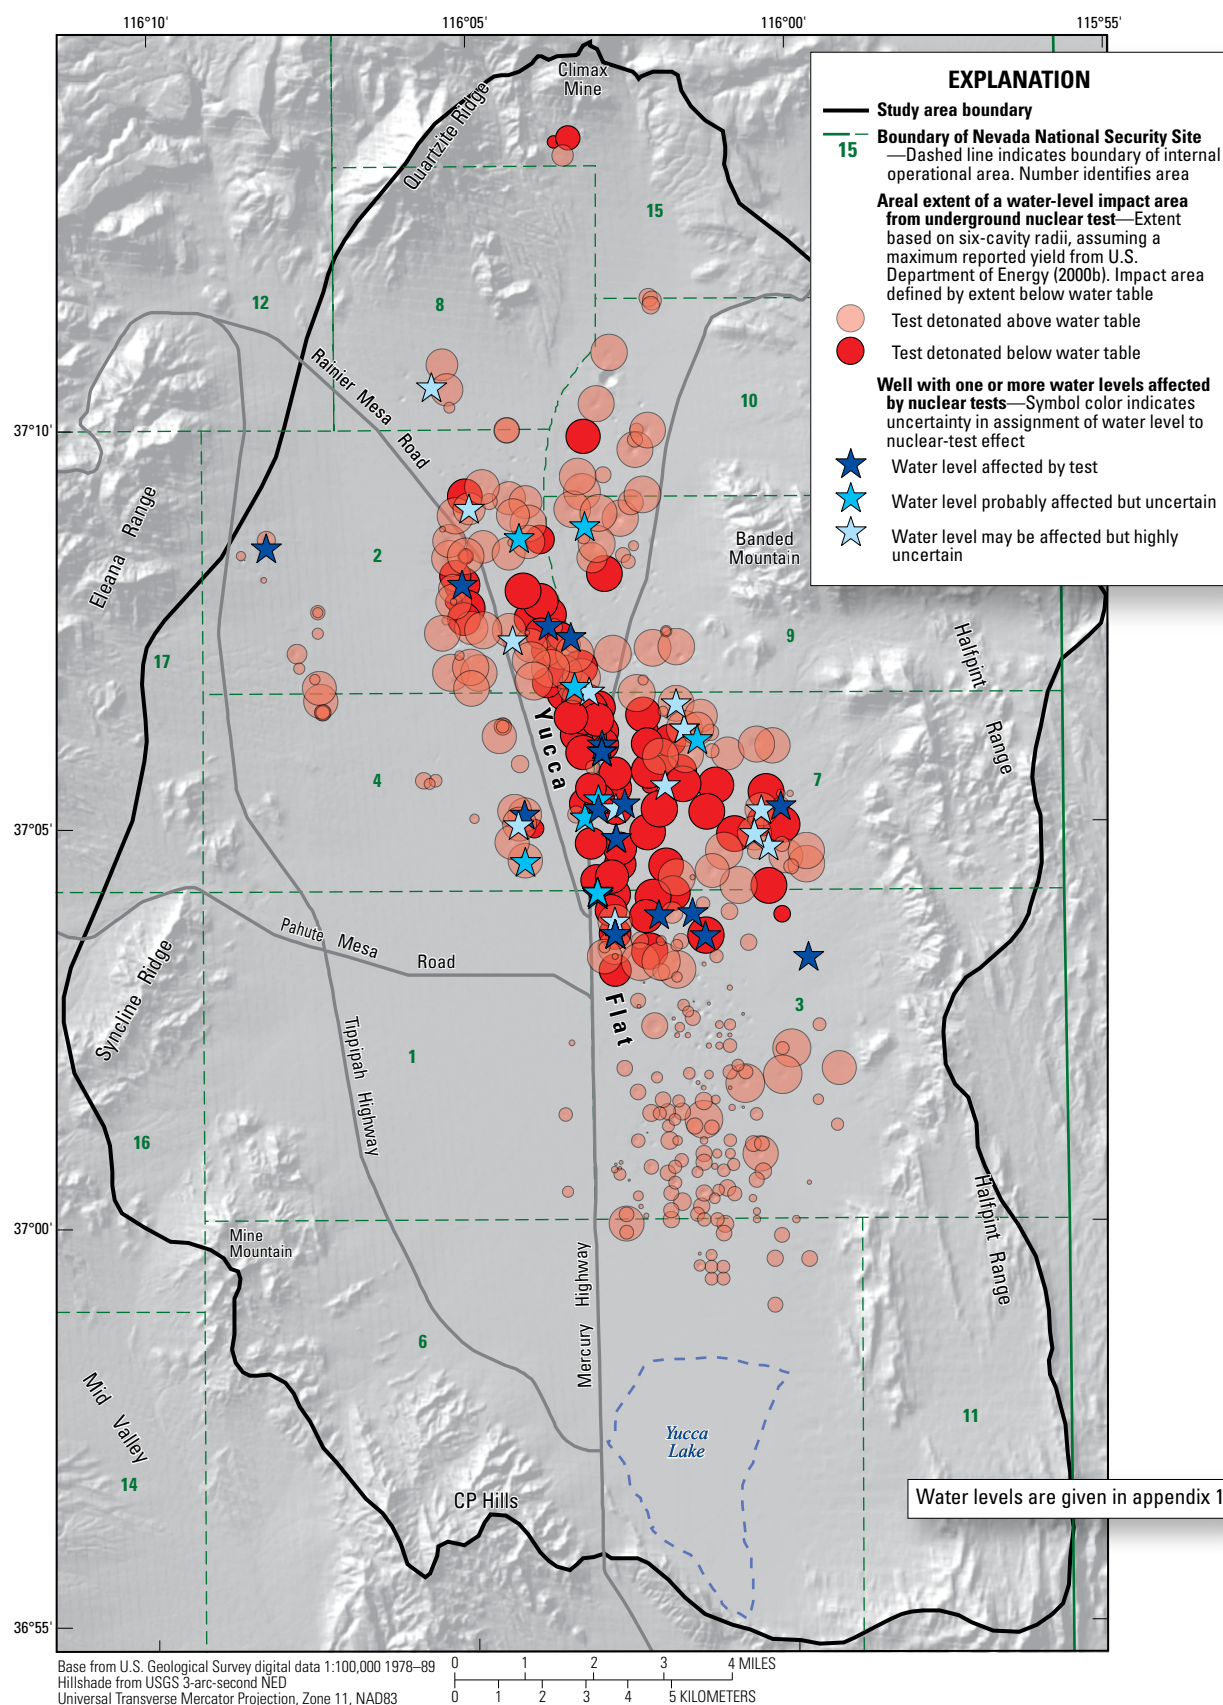 116°10'
116°05'
116°00'
115°55'
EXPLANATION
Study area boundary
Boundary of Nevada National Security Site
15
—Dashed line indicates boundary of internal
operational area. Number identifies area
Areal extent of a water-level impact area
from underground nuclear test—Extent
based on six-cavity radii, assuming a
maximum reported yield from U.S.
Department of Energy (2000b). Impact area
defined by extent below water table
Test detonated above water table
Test detonated below water table
Well with one or more water levels affected
by nuclear tests—Symbol color indicates
uncertainty in assignment of water level to
nuclear-test effect
Water level affected by test
Water level probably affected but uncertain
Water level may be affected but highly
uncertain
Climax
Mine
Quartzite Ridge
15
12
8
Rainier Mesa Road
10
37°10'
Eleana Range
2
Banded
Mountain
9
17
Halfpint Range
Yucca
4
7
37°05'
Pahute Mesa Road
Syncline Ridge
Flat
3
Tippipah Highway
1
16
Halfpint Range
37°00'
Mine
Mountain
Mercury Highway
6
Mid Valley
11
Yucca
Lake
14
CP Hills
Water levels are given in appendix 1
36°55'
Base from U.S. Geological Survey digital data 1:100,000 1978–89
Hillshade from USGS 3-arc-second NED
Universal Transverse Mercator Projection, Zone 11, NAD83
0 1 2 3 4 MILES
0 1 2 3 4 5 KILOMETERS